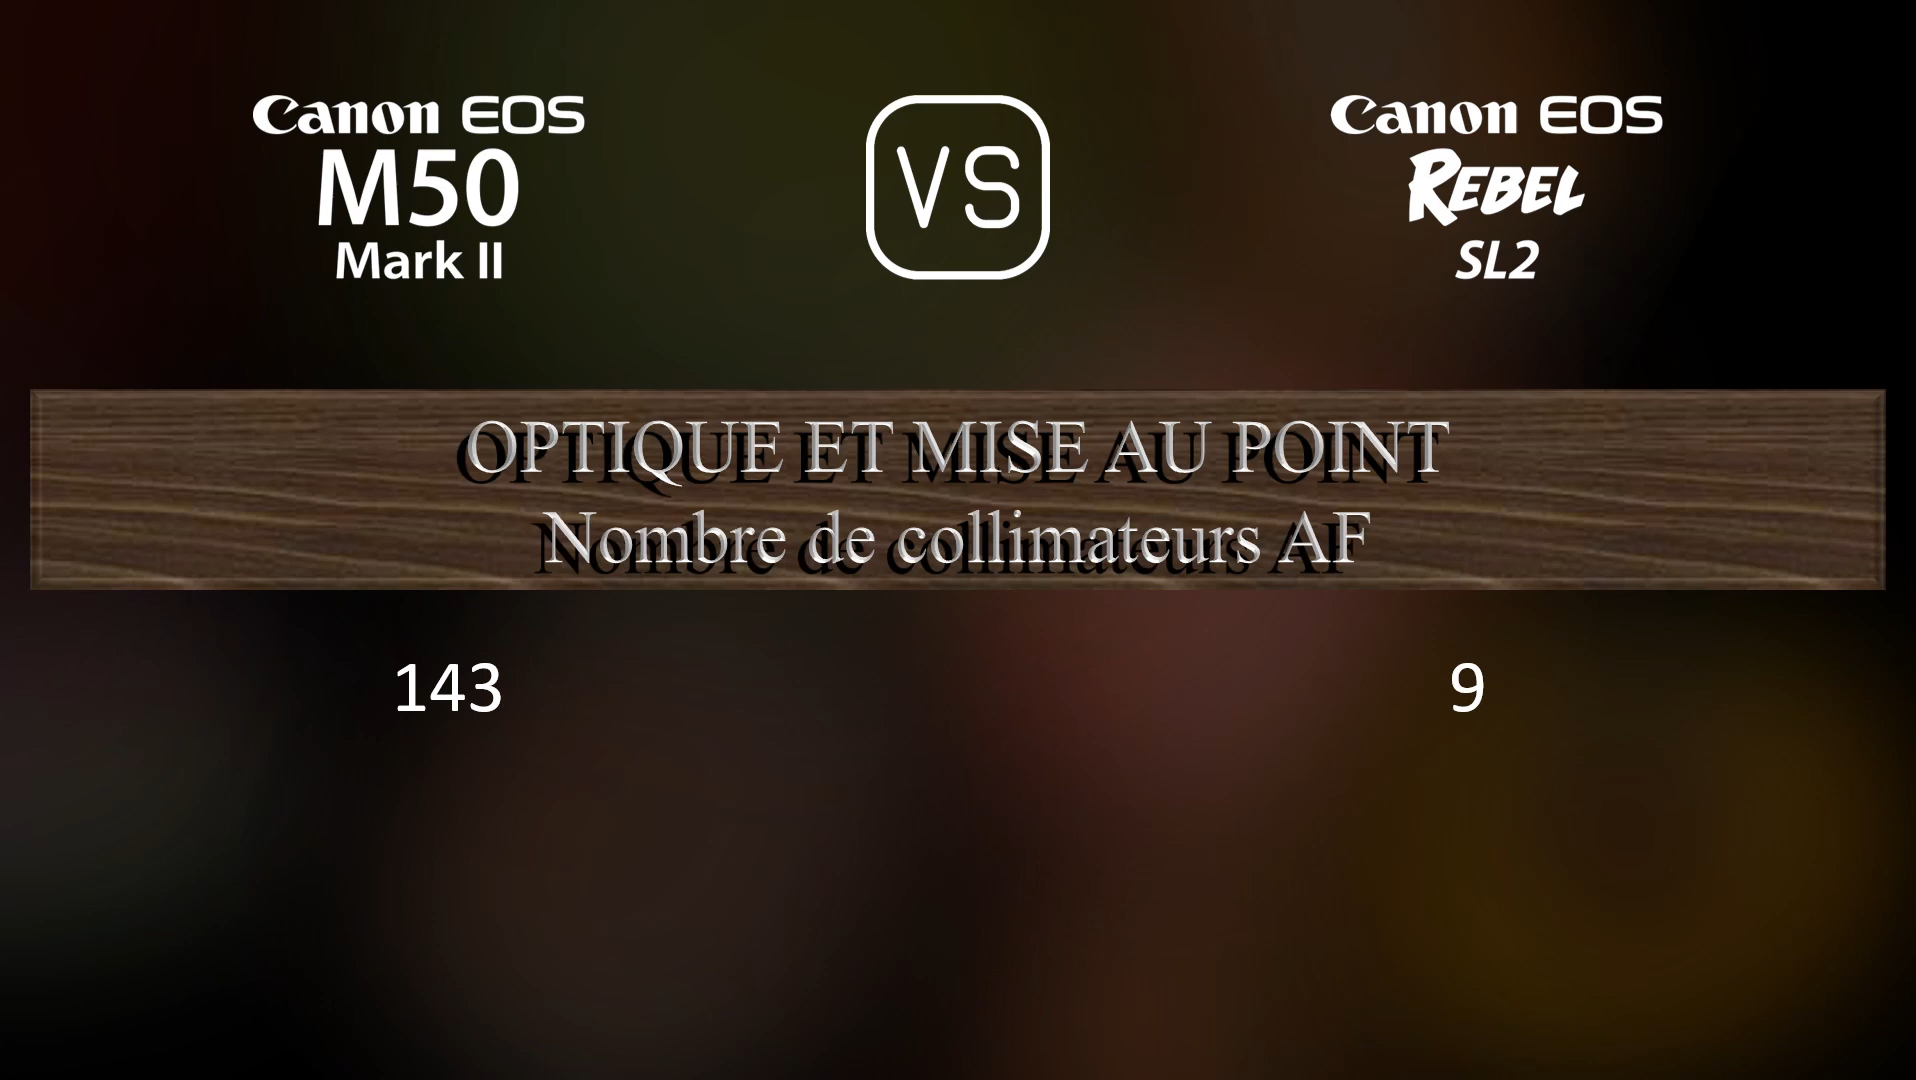 Canon EOS
M50
Mark II
VS
Canon EOS
REBEL
SL2
OPTIQUE ET MISE AU POINT
Nombre de collimateurs AF
143
9